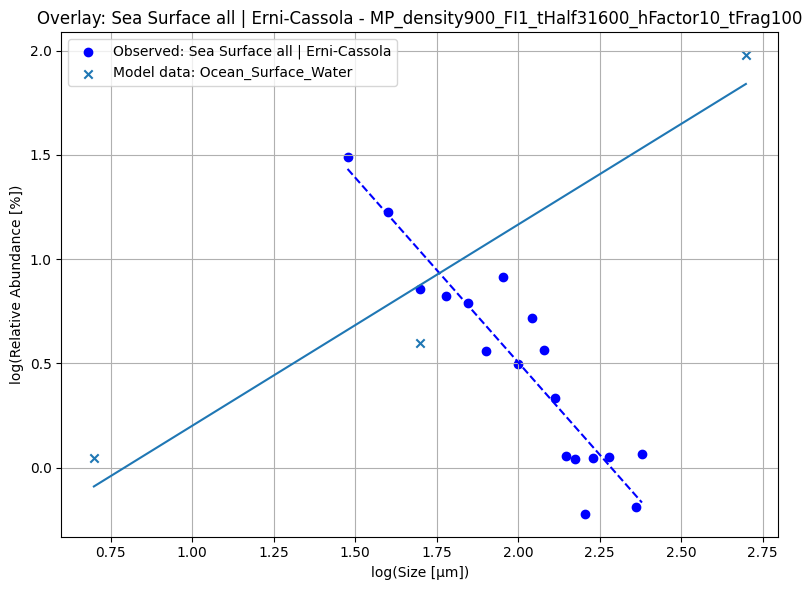 Overlay: Sea Surface all | Erni-Cassola - MP_density900_FI1_tHalf31600_hFactor10_tFrag100
Observed: Sea Surface all | Erni-Cassola
Model data: Ocean_Surface_Water
log(Relative Abundance [%])
2.0
1.5
1.0
0.5
0.0
0.75 1.00 1.25 1.50 1.75 2.00 2.25 2.50 2.75
log(Size [µm])